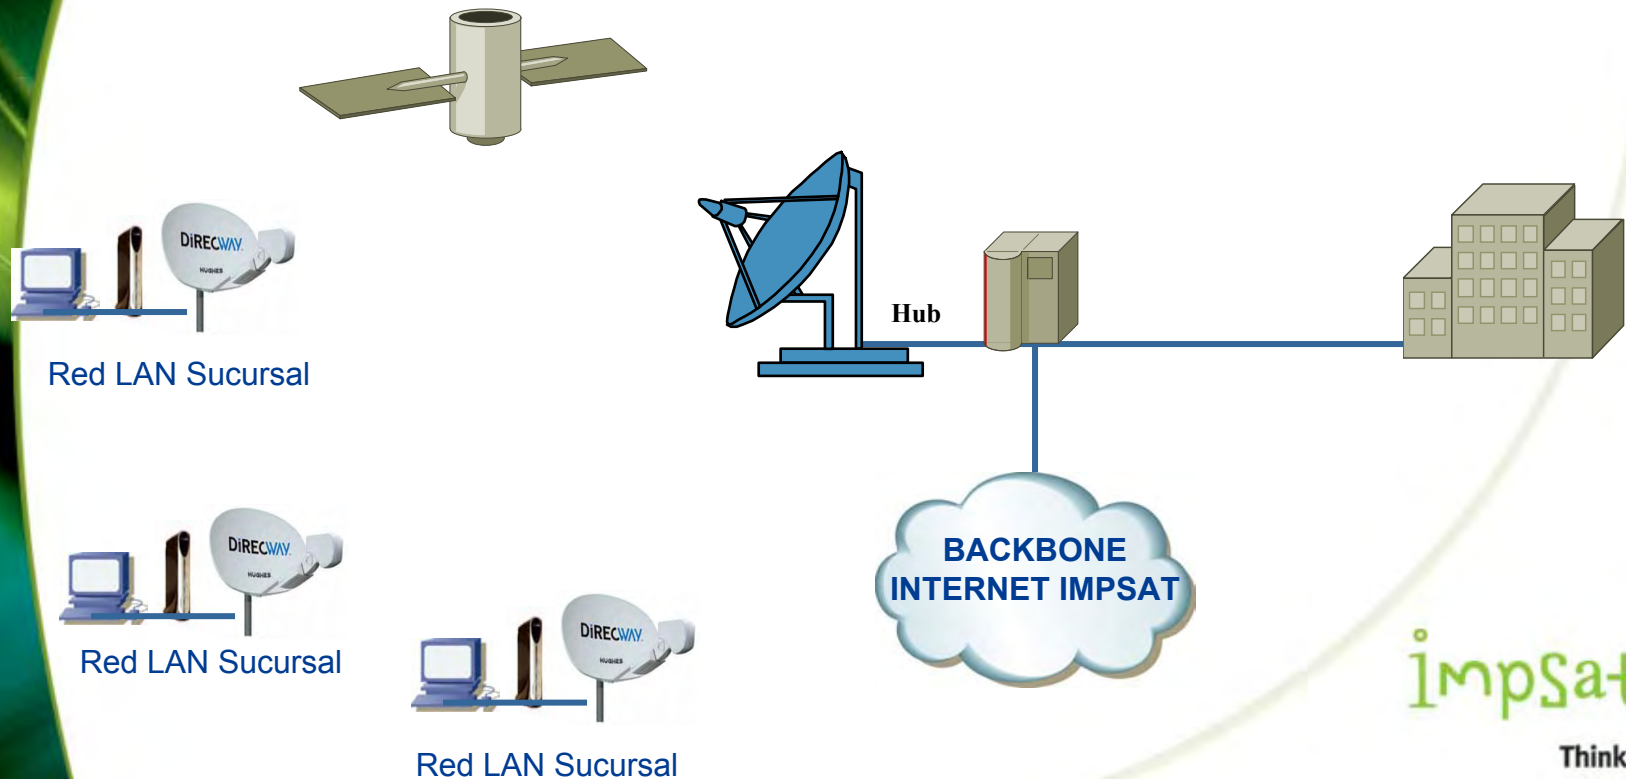 DIRECWAY.
HUGHES
Red LAN Sucursal
Hub
BACKBONE
INTERNET IMPSAT
DIRECWAY.
HUGHES
Red LAN Sucursal
DIRECWAY.
HUGHES
Red LAN Sucursal
impsat
Think